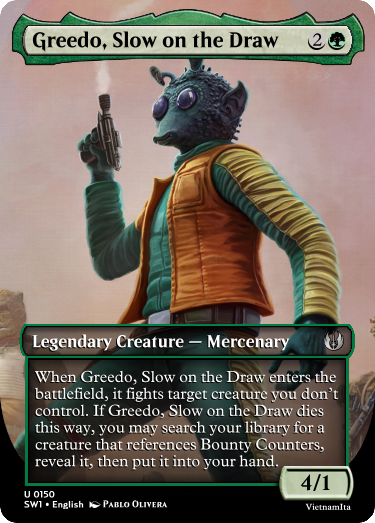 Greedo, Slow on the Draw 2
Legendary Creature — Mercenary
When Greedo, Slow on the Draw enters the
battlefield, it fights target creature you don't
control. If Greedo, Slow on the Draw dies
this way, you may search your library for a
creature that references Bounty Counters,
reveal it, then put it into your hand.
4/1
U 0150
SW1 • English Pablo Olivera
VietnamIta